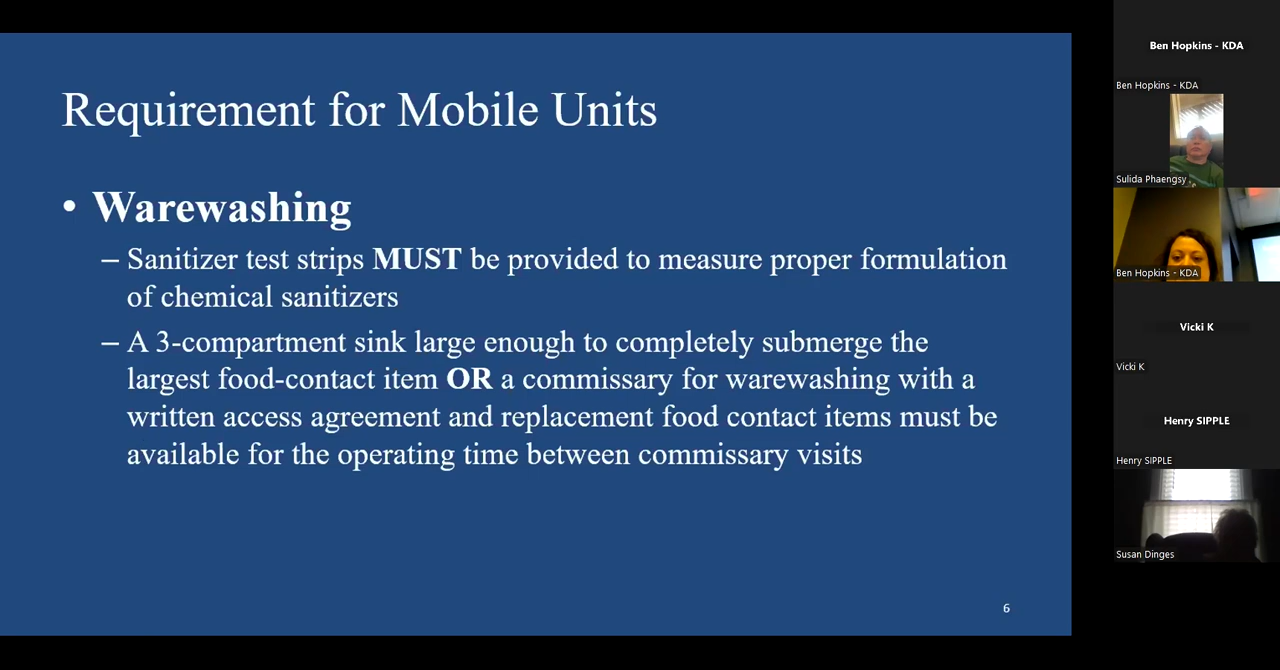 Requirement for Mobile Units
• Warewashing
– Sanitizer test strips MUST be provided to measure proper formulation
of chemical sanitizers
– A 3-compartment sink large enough to completely submerge the
largest food-contact item OR a commissary for warewashing with a
written access agreement and replacement food contact items must be
available for the operating time between commissary visits
6
Ben Hopkins - KDA
Ben Hopkins - KDA
Sulida Phaengsy
Ben Hopkins - KDA
Vicki K
Vicki K
Henry SIPPLE
Henry SIPPLE
Susan Dinges